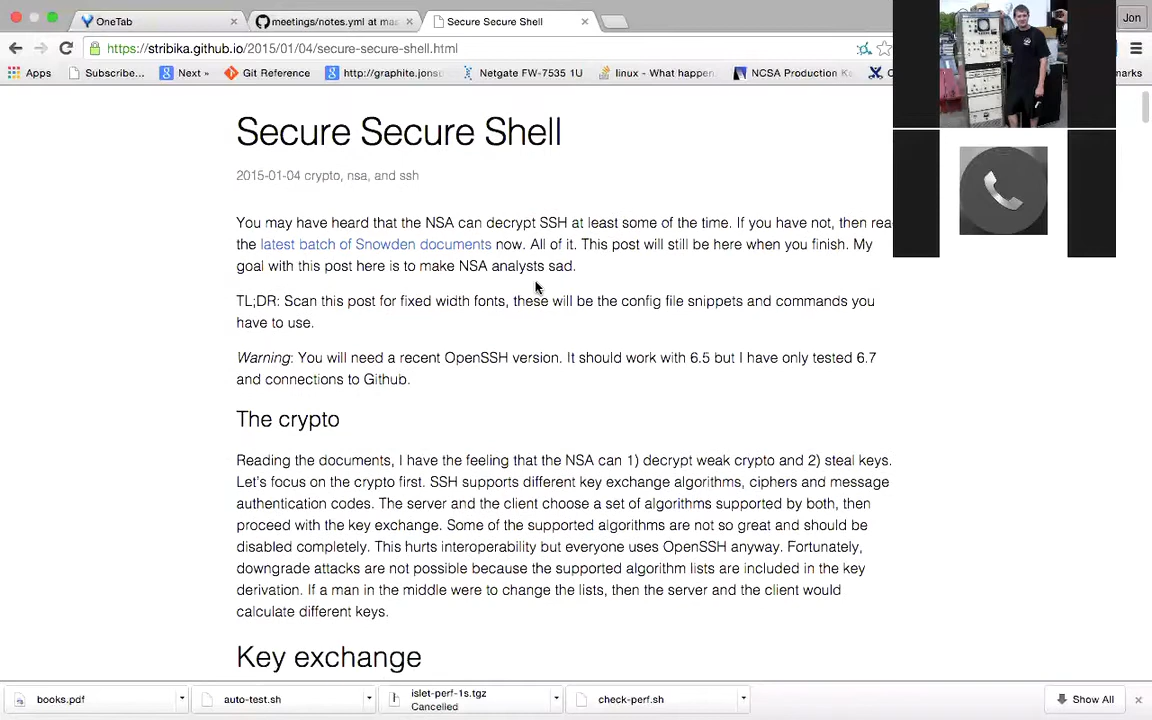 OneTab
meetings/notes.yml at mas
Secure Secure Shell
Jon
https://stribika.github.io/2015/01/04/secure-secure-shell.html
Apps
Subscribe...
Next »
Git Reference
http://graphite.jons
Netgate FW-7535 1U
linux - What happen
NCSA Production
marks
Secure Secure Shell
2015-01-04 crypto, nsa, and ssh
You may have heard that the NSA can decrypt SSH at least some of the time. If you have not, then rea
the latest batch of Snowden documents now. All of it. This post will still be here when you finish. My
goal with this post here is to make NSA analysts sad.
TL;DR: Scan this post for fixed width fonts, these will be the config file snippets and commands you
have to use.
Warning: You will need a recent OpenSSH version. It should work with 6.5 but I have only tested 6.7
and connections to Github.
The crypto
Reading the documents, I have the feeling that the NSA can 1) decrypt weak crypto and 2) steal keys.
Let's focus on the crypto first. SSH supports different key exchange algorithms, ciphers and message
authentication codes. The server and the client choose a set of algorithms supported by both, then
proceed with the key exchange. Some of the supported algorithms are not so great and should be
disabled completely. This hurts interoperability but everyone uses OpenSSH anyway. Fortunately,
downgrade attacks are not possible because the supported algorithm lists are included in the key
derivation. If a man in the middle were to change the lists, then the server and the client would
calculate different keys.
Key exchange
books.pdf
auto-test.sh
islet-perf-1s.tgz
Cancelled
check-perf.sh
Show All